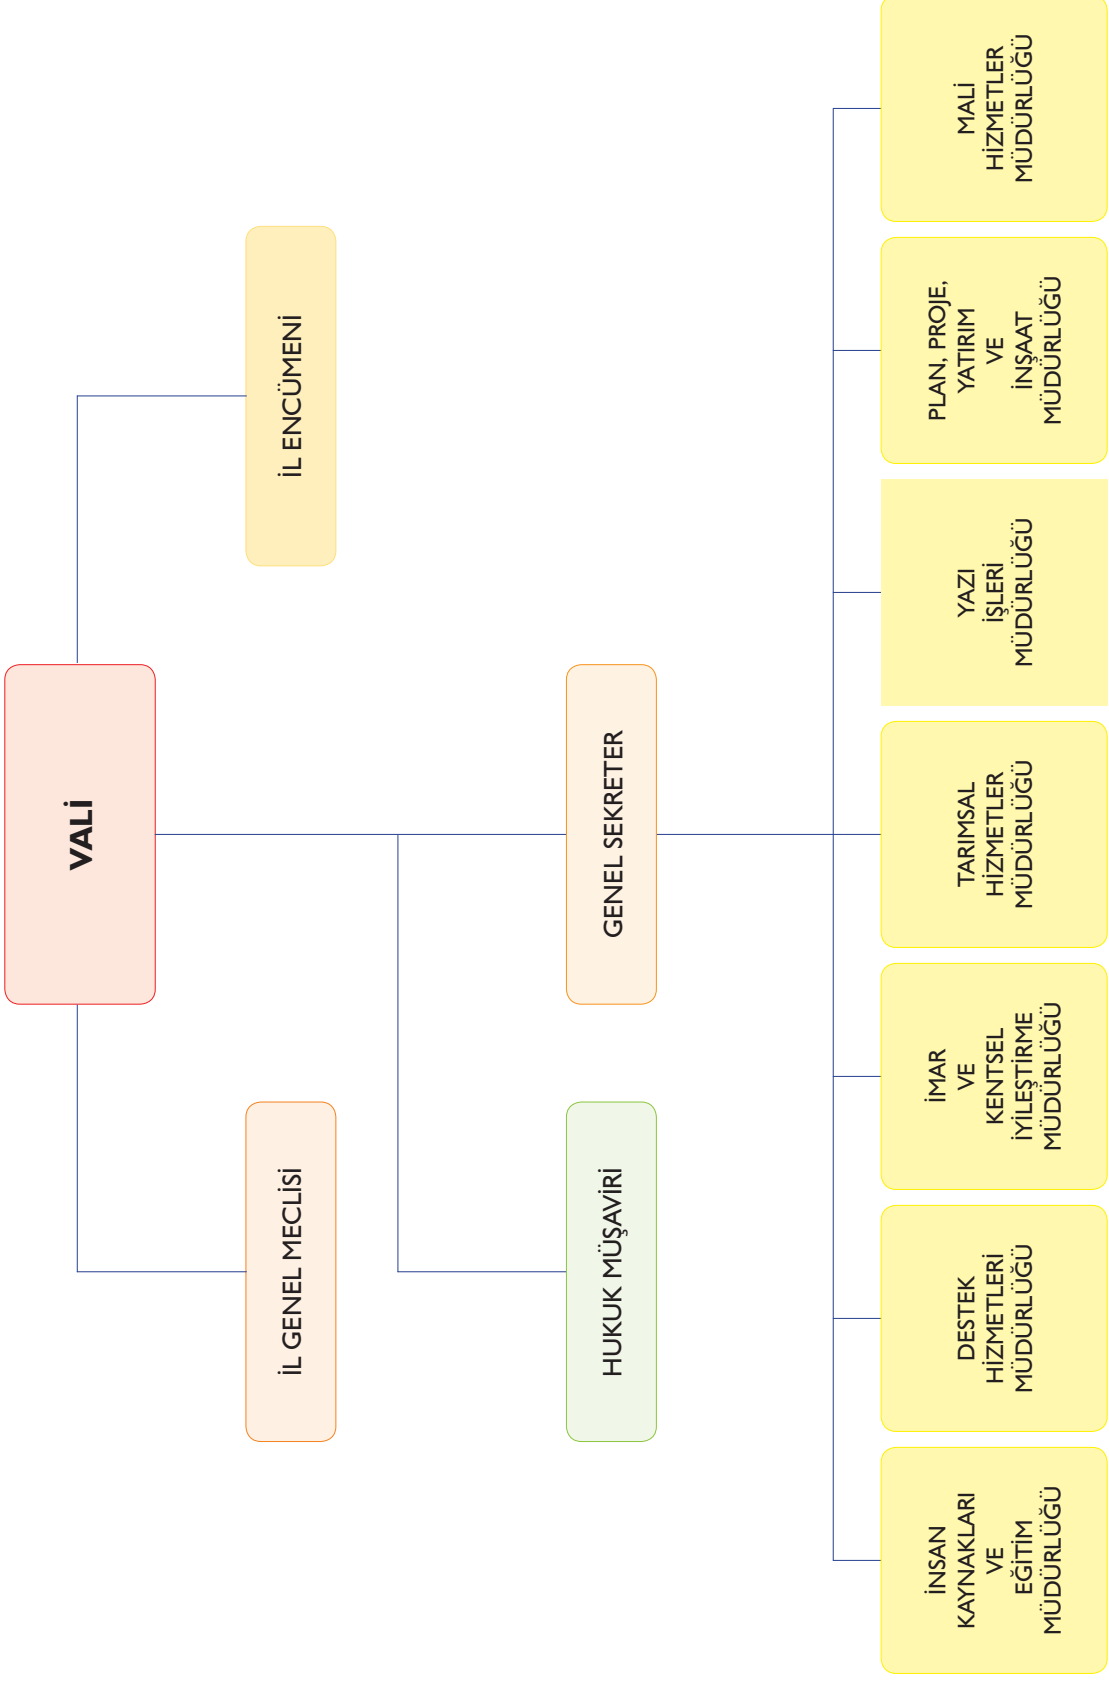 VALİ
İL GENEL MECLİSİ
İL ENCÜMENİ
HUKUK MÜŞAVİRİ
GENEL SEKRETER
İNSAN
KAYNAKLARI
VE
EĞİTİM
MÜDÜRLÜĞÜ
DESTEK
HİZMETLERİ
MÜDÜRLÜĞÜ
İMAR
VE
KENTSEL
İYİLEŞTİRME
MÜDÜRLÜĞÜ
TARIMSAL
HİZMETLER
MÜDÜRLÜĞÜ
YAZI
İŞLERİ
MÜDÜRLÜĞÜ
PLAN, PROJE,
YATIRIM
VE
İNŞAAT
MÜDÜRLÜĞÜ
MALİ
HİZMETLER
MÜDÜRLÜĞÜ